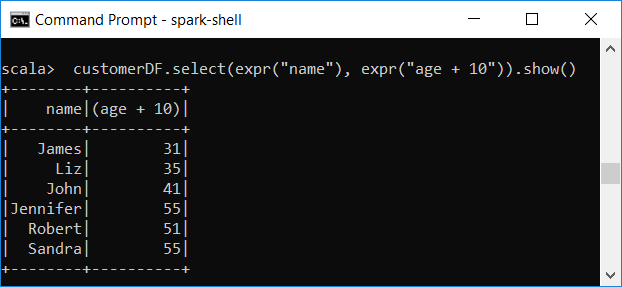 Command Prompt - spark-shell
scala>  customerDF.select(expr("name"), expr("age + 10")).show()
+--------+----------+
|    name|(age + 10)|
+--------+----------+
|   James|        31|
|     Liz|        35|
|    John|        41|
|Jennifer|        55|
|  Robert|        51|
|  Sandra|        55|
+--------+----------+